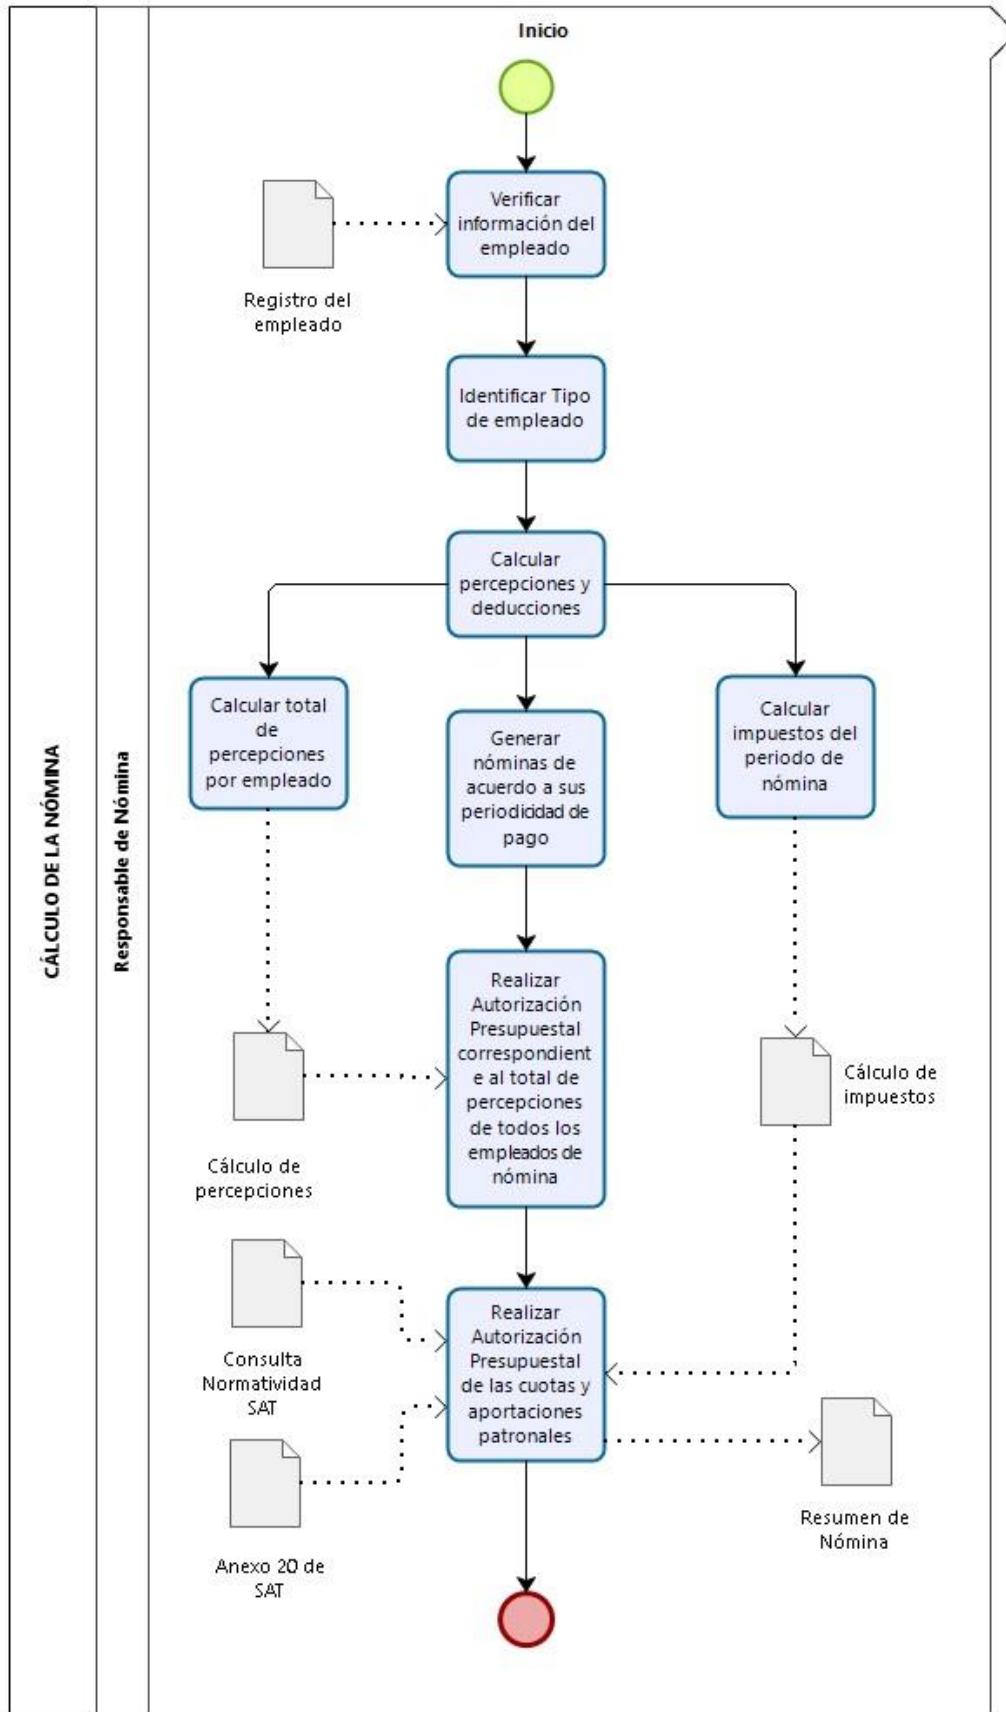 CÁLCULO DE LA NÓMINA
Responsable de Nómina
Inicio
Verificar
información del
empleado
Registro del
empleado
Identificar Tipo
de empleado
Calcular
percepciones y
deducciones
Calcular total
de
percepciones
por empleado
Generar
nóminas de
acuerdo a sus
periodicidad de
pago
Calcular
impuestos del
periodo de
nómina
Realizar
Autorización
Presupuestal
correspondient
e al total de
percepciones
de todos los
empleados de
nómina
Cálculo de
percepciones
Cálculo de
impuestos
Consulta
Normatividad
SAT
Realizar
Autorización
Presupuestal
de las cuotas y
aportaciones
patronales
Anexo 20 de
SAT
Resumen de
Nómina